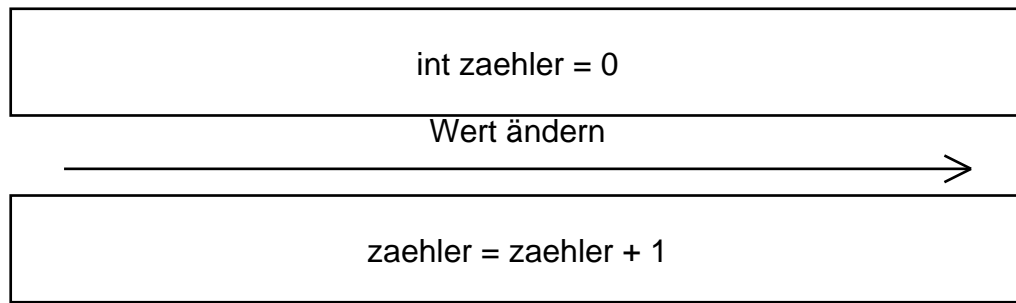 int zaehler = 0
Wert ändern
zaehler = zaehler + 1